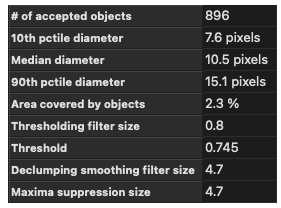 # of accepted objects 896
10th pctile diameter 7.6 pixels
Median diameter 10.5 pixels
90th pctile diameter 15.1 pixels
Area covered by objects 2.3 %
Thresholding filter size 0.8
Threshold 0.745
Declumping smoothing filter size 4.7
Maxima suppression size 4.7